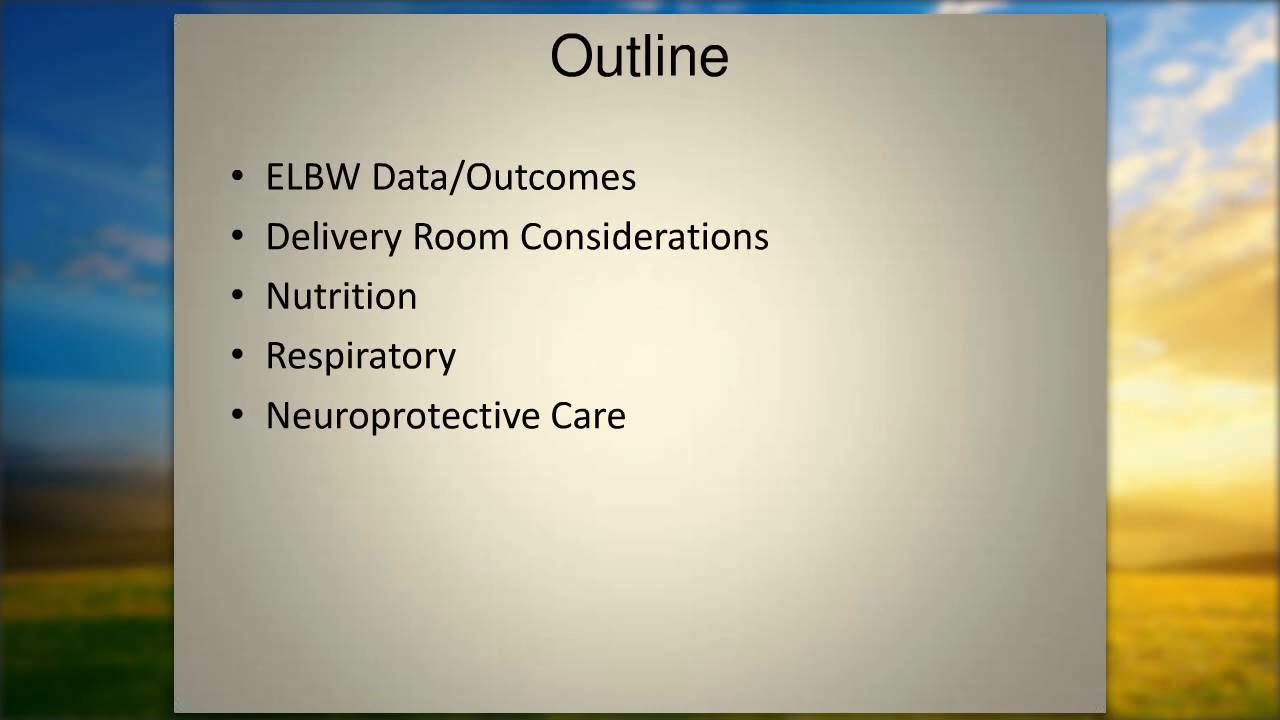 Outline
• ELBW Data/Outcomes
• Delivery Room Considerations
• Nutrition
• Respiratory
• Neuroprotective Care